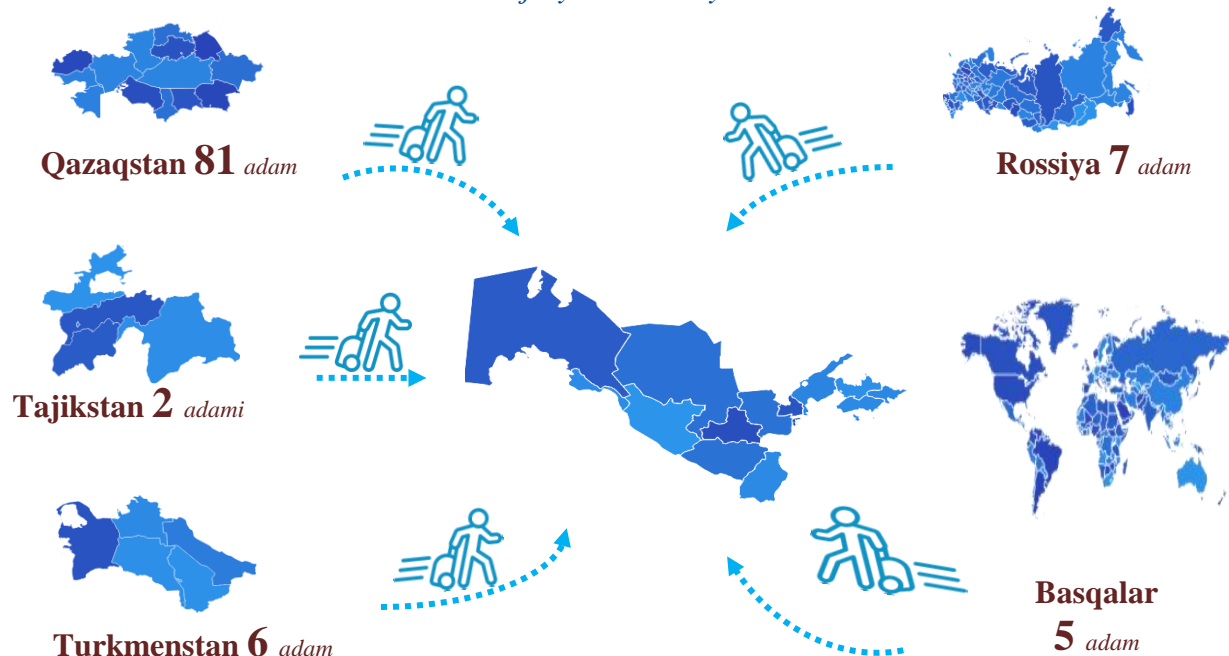 Qazaqstan 81 adam
Rossiya 7 adam
Tajikstan 2 adami
Turkmenstan 6 adam
Basqalar
5 adam